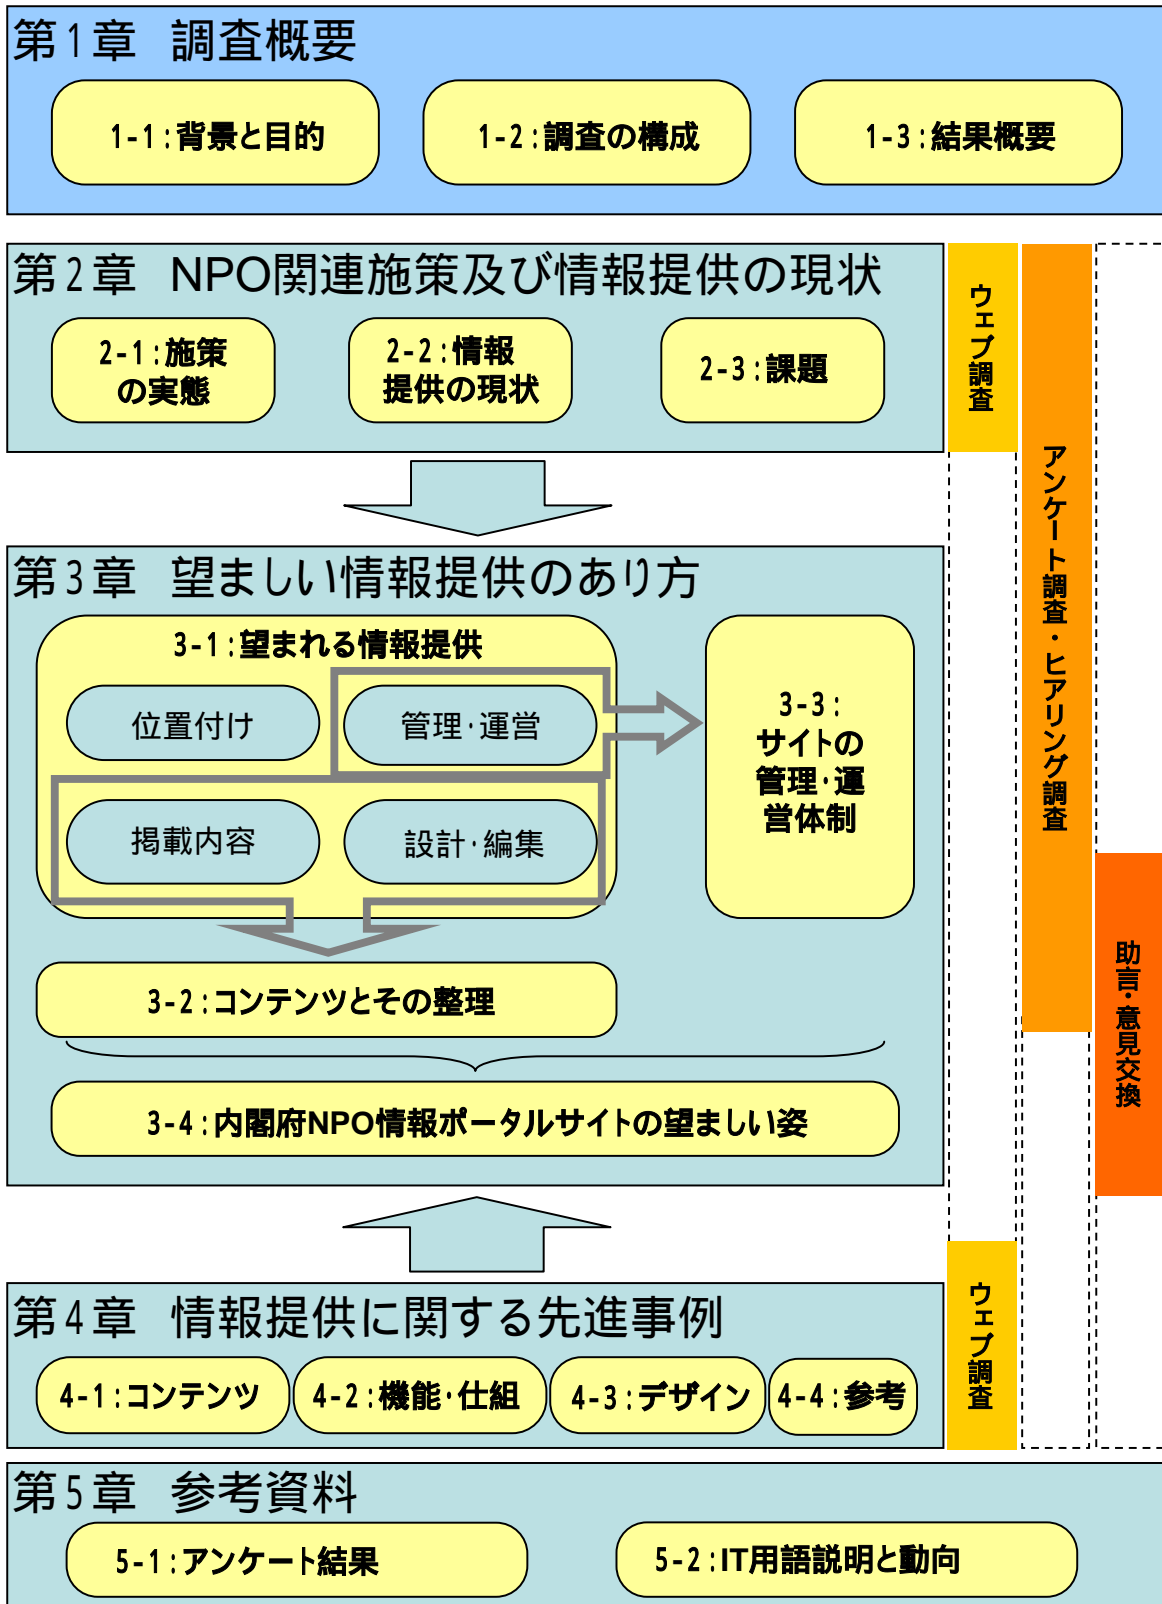 第1章 調査概要
1-1:背景と目的
1-2:調査の構成
1-3:結果概要
第2章 NPO関連施策及び情報提供の現状
2-1:施策
の実態
2-2:情報
提供の現状
2-3:課題
ウェブ調査
アンケート調査・ヒアリング調査
助言・意見交換
第3章 望ましい情報提供のあり方
3-1:望まれる情報提供
位置付け
管理・運営
掲載内容
設計・編集
3-3:
サイトの
管理・運
営体制
3-2:コンテンツとその整理
3-4:内閣府NPO情報ポータルサイトの望ましい姿
第4章 情報提供に関する先進事例
4-1:コンテンツ
4-2:機能・仕組
4-3:デザイン
4-4:参考
ウェブ調査
第5章 参考資料
5-1:アンケート結果
5-2:IT用語説明と動向